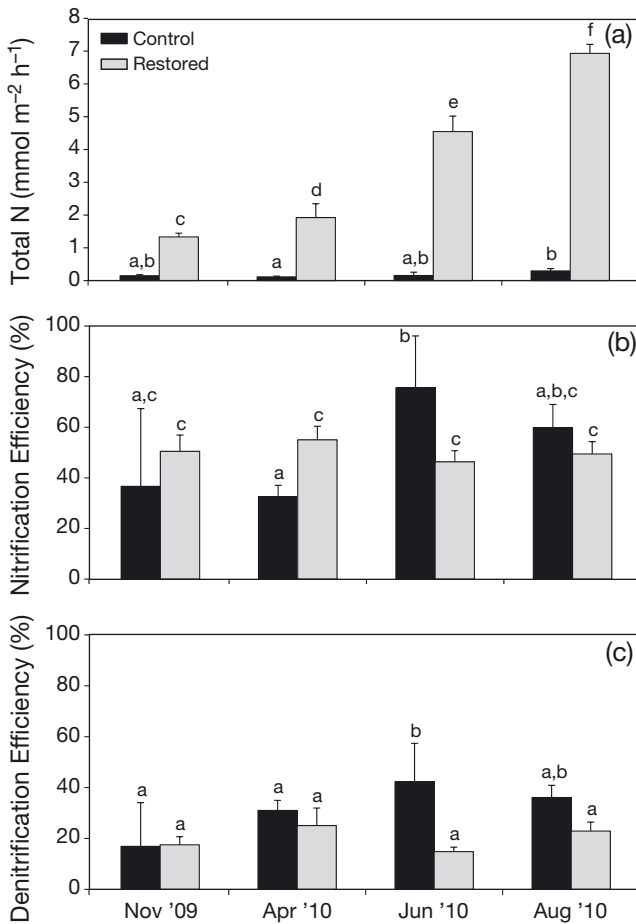 8
7
6
5
4
3
2
1
0
Total N (mmol m⁻² h⁻¹)
Control
Restored
(a)
a,b
c
a
d
a,b
e
b
f
100
80
60
40
20
0
Nitrification Efficiency (%)
(b)
a,c
c
a
c
b
c
a,b,c
c
100
80
60
40
20
0
Denitrification Efficiency (%)
(c)
a
a
a
a
b
a
a,b
a
Nov '09 Apr '10 Jun '10 Aug '10